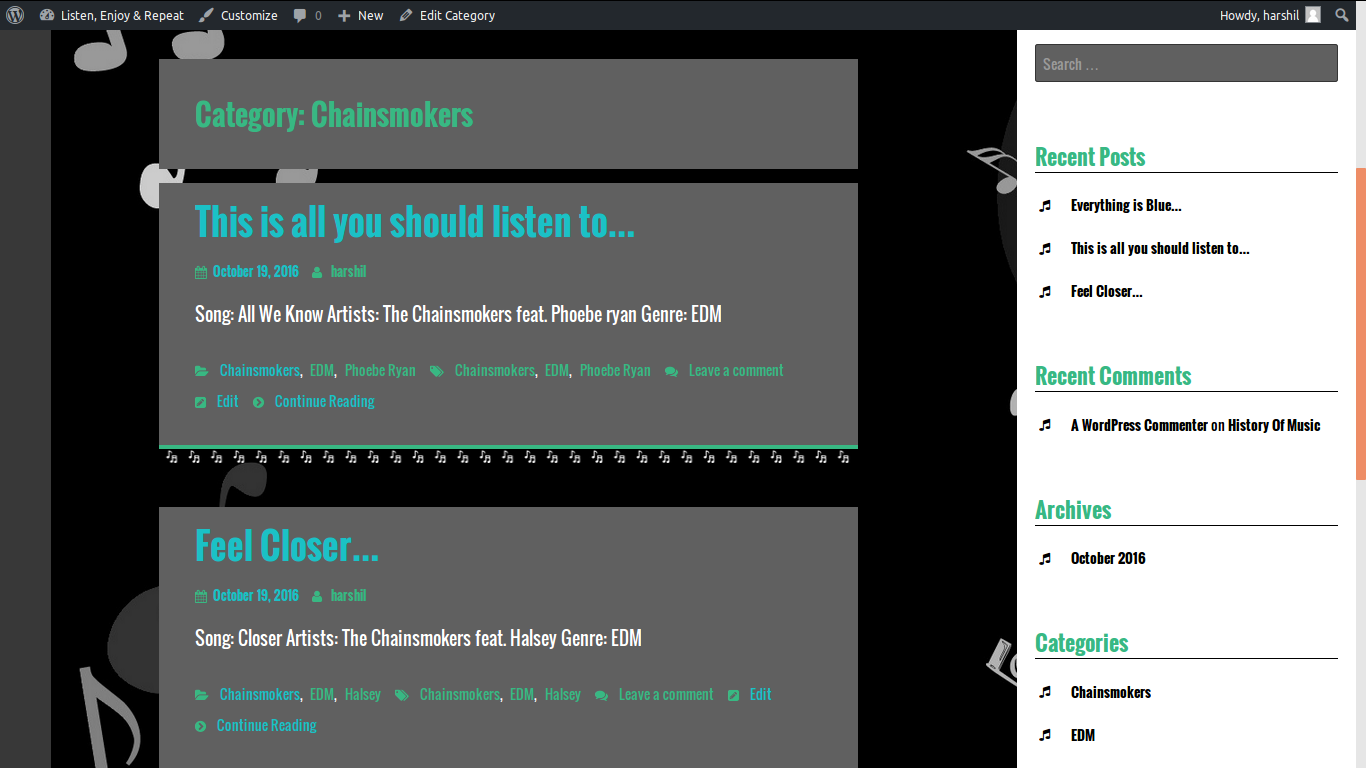 Listen, Enjoy & Repeat Customize 0 New Edit Category Howdy, harshil
Category: Chainsmokers
This is all you should listen to...
October 19, 2016 harshil
Song: All We Know Artists: The Chainsmokers feat. Phoebe ryan Genre: EDM
Chainsmokers, EDM, Phoebe Ryan Chainsmokers, EDM, Phoebe Ryan Leave a comment
Edit Continue Reading
Feel Closer...
October 19, 2016 harshil
Song: Closer Artists: The Chainsmokers feat. Halsey Genre: EDM
Chainsmokers, EDM, Halsey Chainsmokers, EDM, Halsey Leave a comment Edit
Continue Reading
Search ...
Recent Posts
Everything is Blue...
This is all you should listen to...
Feel Closer...
Recent Comments
A WordPress Commenter on History Of Music
Archives
October 2016
Categories
Chainsmokers
EDM